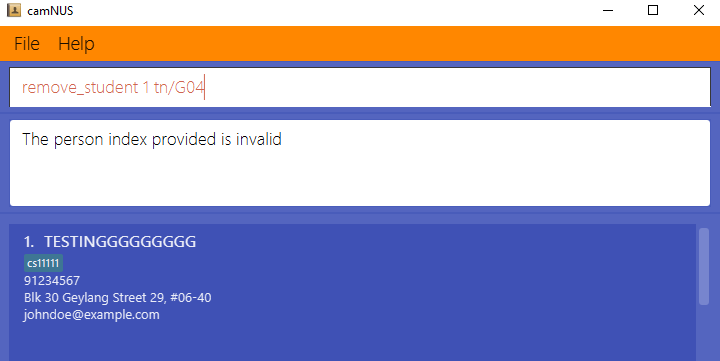 camNUS
File Help
remove_student 1 tn/G04
The person index provided is invalid
1. TESTINGGGGGGGGG
cs11111
91234567
Blk 30 Geylang Street 29, #06-40
johndoe@example.com